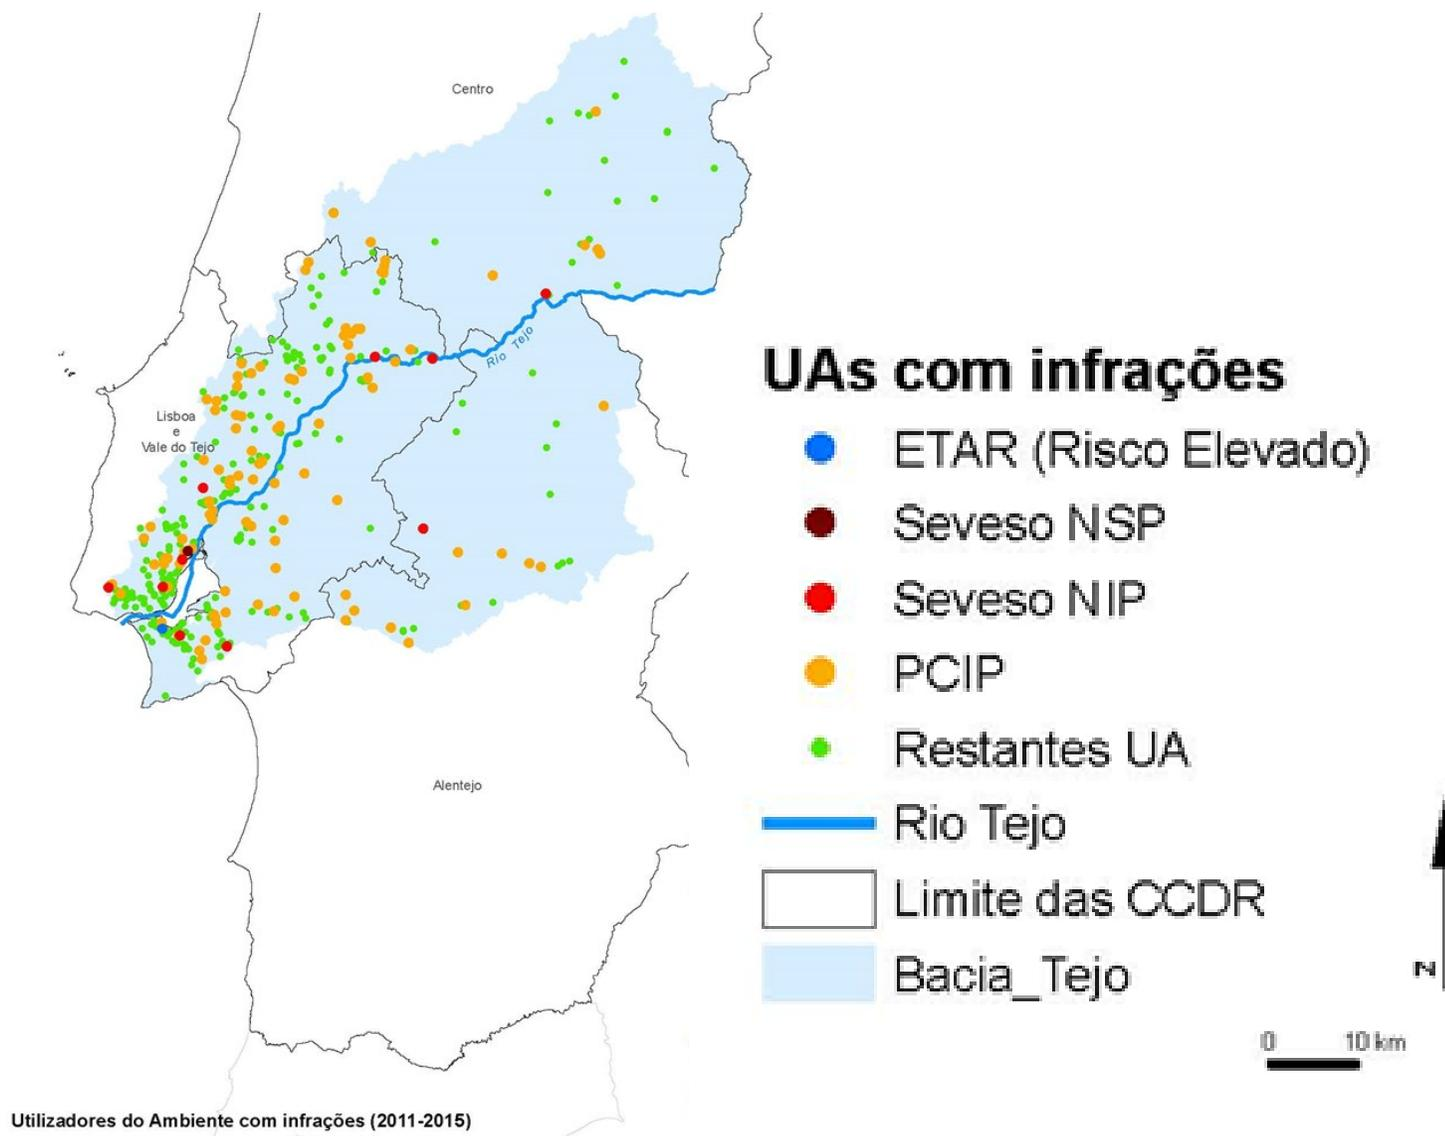 Centro
Rio Tejo
Lisboa
e
Vale do Tejo
Alentejo
Utilizadores do Ambiente com infrações (2011-2015)
UAs com infrações
ETAR (Risco Elevado)
Seveso NSP
Seveso NIP
PCIP
Restantes UA
Rio Tejo
Limite das CCDR
Bacia_Tejo
N
0 10 km